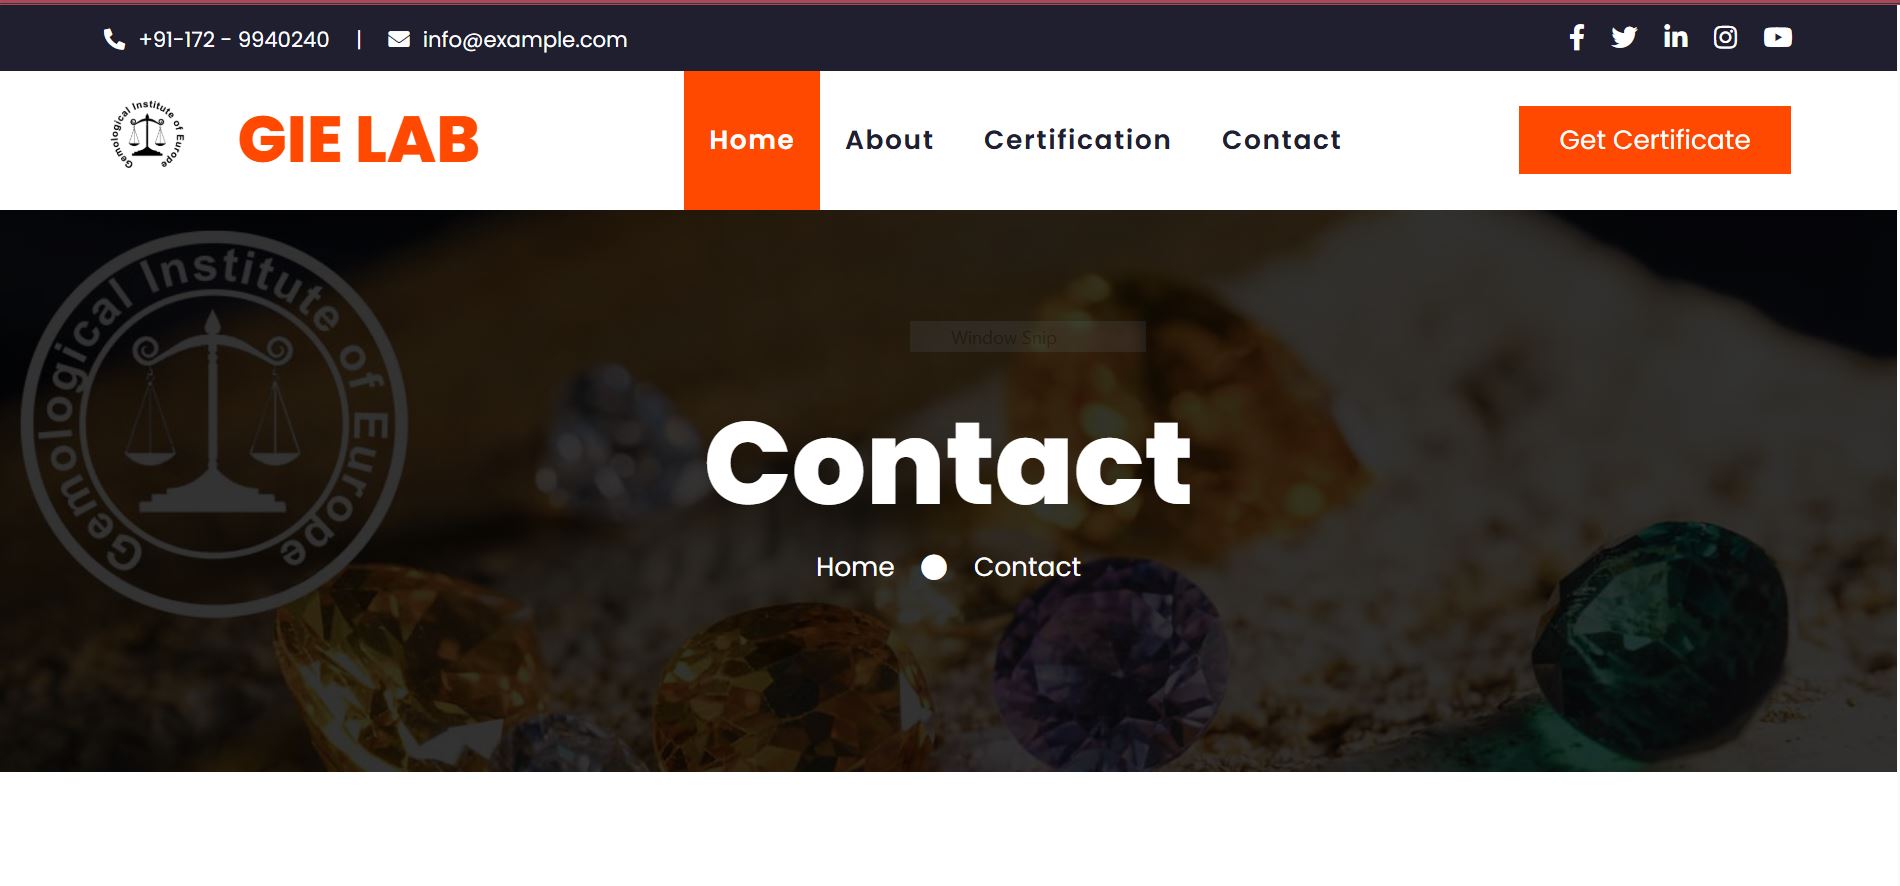 +91-172 - 9940240 | info@example.com
Gemological Institute of Europe
GIE LAB
Home About Certification Contact
Get Certificate
Gemological Institute of Europe
Window Snip
Contact
Home Contact